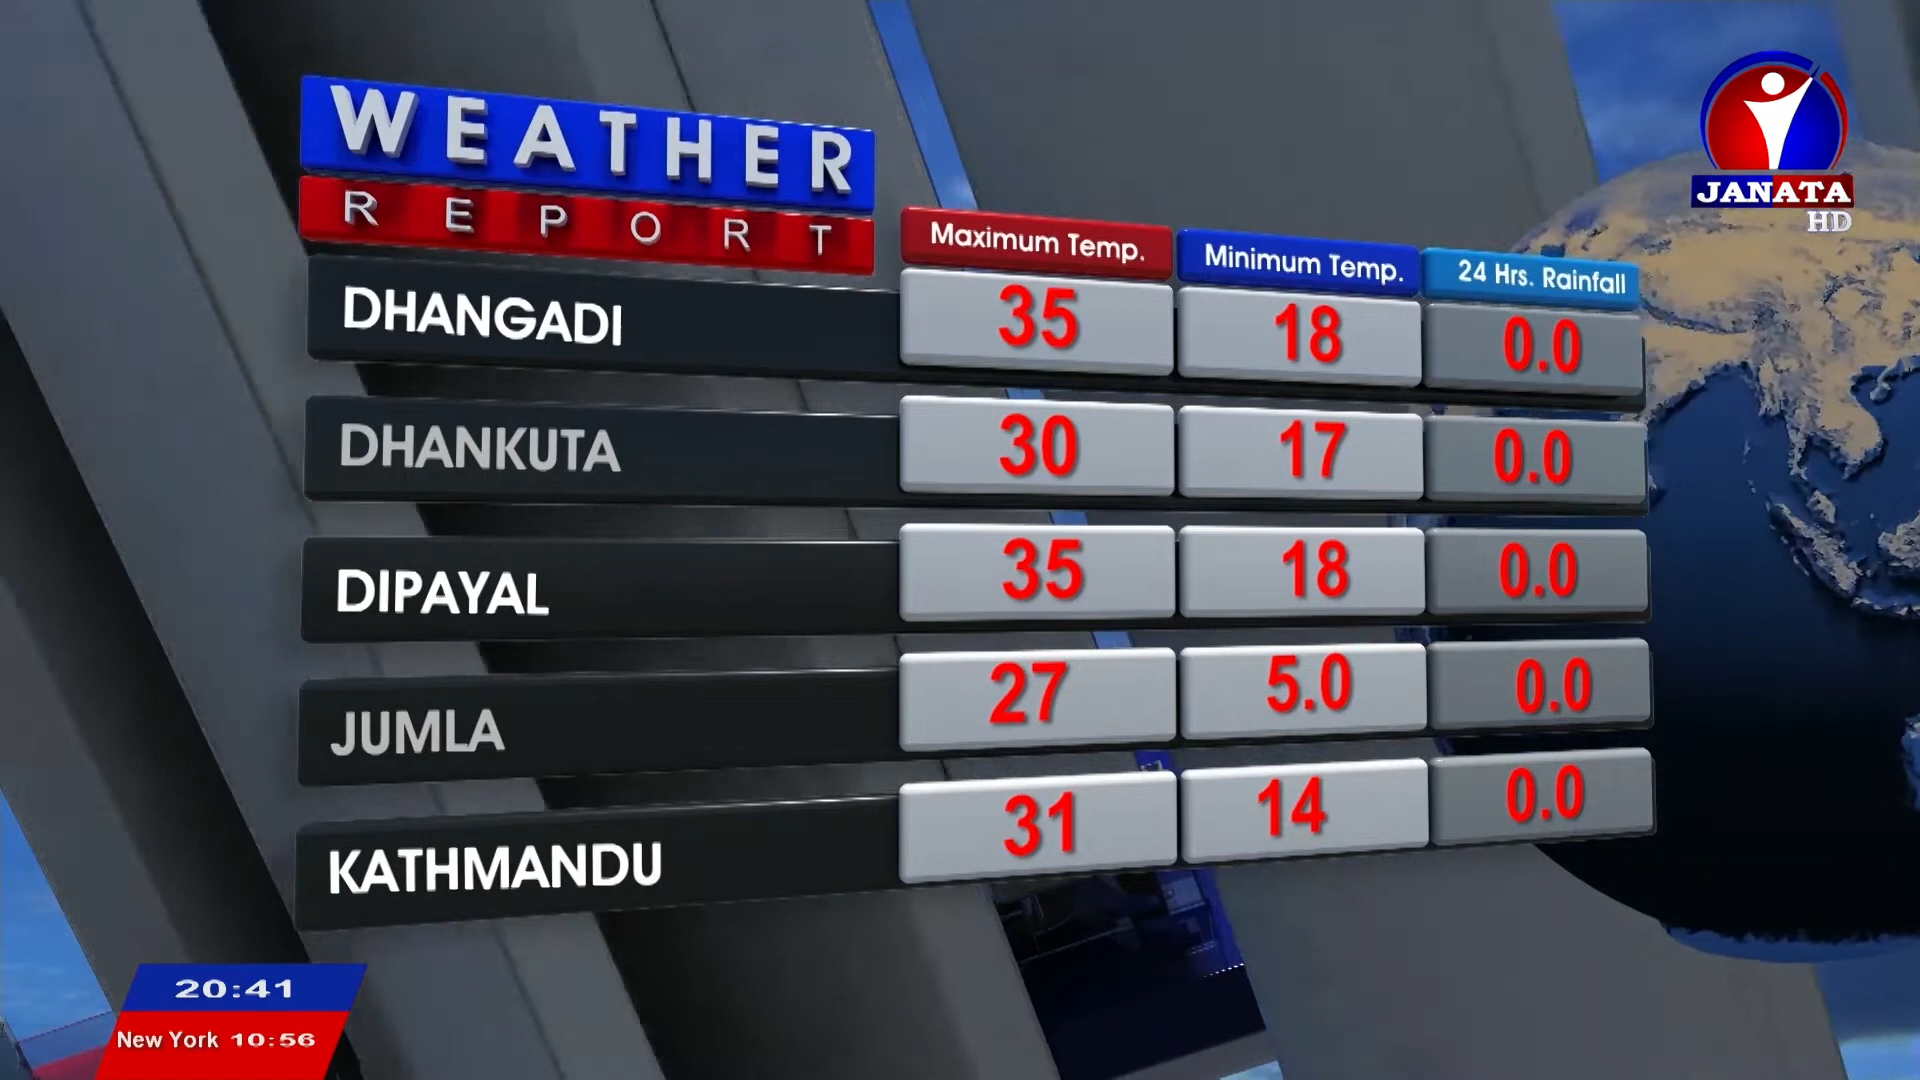 WEATHER
REPORT
JANATA
HD
Maximum Temp. Minimum Temp. 24 Hrs. Rainfall
DHANGADI 35 18 0.0
DHANKUTA 30 17 0.0
DIPAYAL 35 18 0.0
JUMLA 27 5.0 0.0
KATHMANDU 31 14 0.0
20:41
New York 10:56